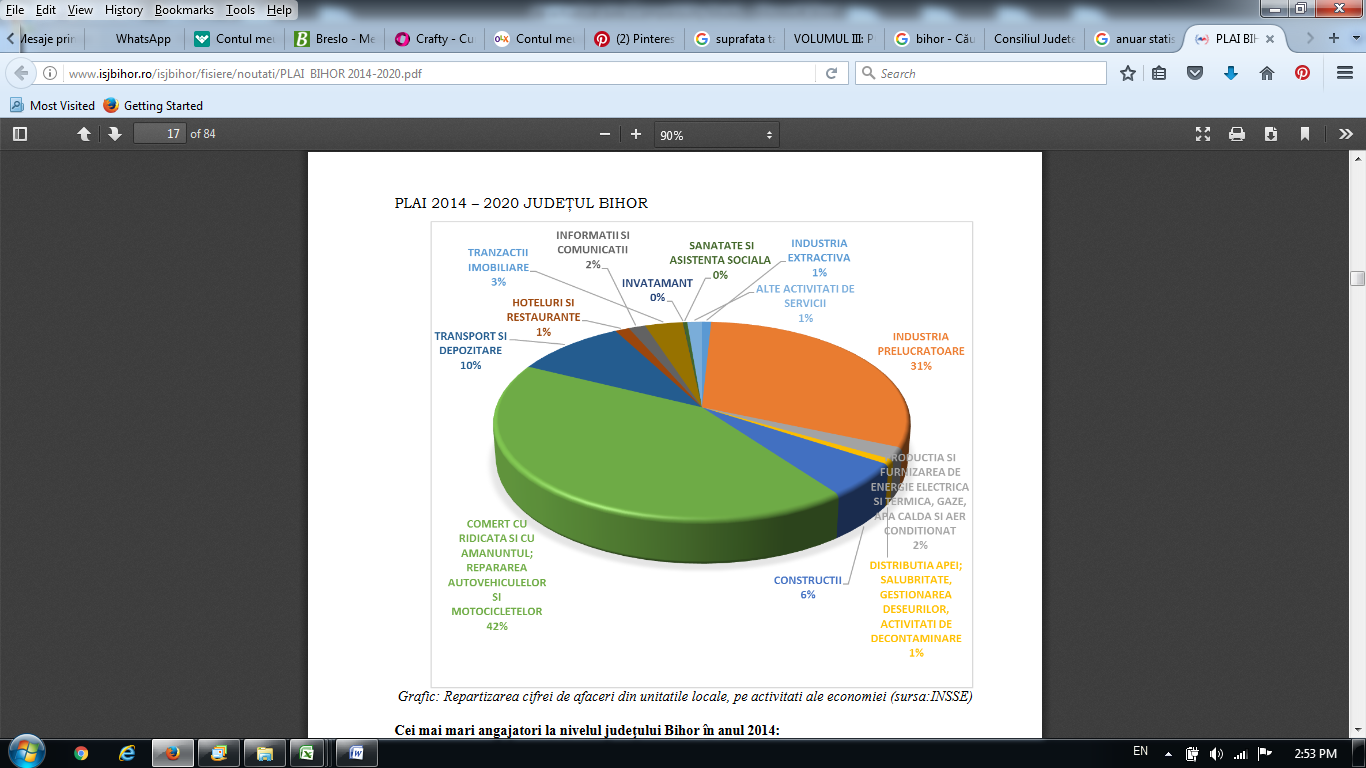 File Edit View History Bookmarks Tools Help
Mesaje prin WhatsApp Contul meu Breslo - Me Crafty - Cu Contul meu (2) Pinteres suprafata ta VOLUMUL III: P bihor - Cău Consiliul Judete anuar statis PLAI BIH
www.isjbihor.ro/isjbihor/fisiere/noutati/PLAI BIHOR 2014-2020.pdf Search
Most Visited Getting Started
17 of 84 90%
PLAI 2014 – 2020 JUDEȚUL BIHOR
INFORMATII SI
COMUNICATII
2%
SANATATE SI
ASISTENTA SOCIALA
0%
INDUSTRIA
EXTRACTIVA
1%
TRANZACTII
IMOBILIARE
3%
INVATAMANT
0%
ALTE ACTIVITATI DE
SERVICII
1%
HOTELURI SI
RESTAURANTE
1%
TRANSPORT SI
DEPOZITARE
10%
INDUSTRIA
PRELUCRATOARE
31%
PRODUCTIA SI
FURNIZAREA DE
ENERGIE ELECTRICA
SI TERMICA, GAZE,
APA CALDA SI AER
CONDITIONAT
2%
COMERT CU
RIDICATA SI CU
AMANUNTUL;
REPARAREA
AUTOVEHICULELOR
SI
MOTOCICLETELOR
42%
CONSTRUCTII
6%
DISTRIBUTIA APEI;
SALUBRITATE,
GESTIONAREA
DESEURILOR,
ACTIVITATI DE
DECONTAMINARE
1%
Grafic: Repartizarea cifrei de afaceri din unitatile locale, pe activitati ale economiei (sursa:INSSE)
Cei mai mari angajatori la nivelul județului Bihor în anul 2014:
EN 2:53 PM